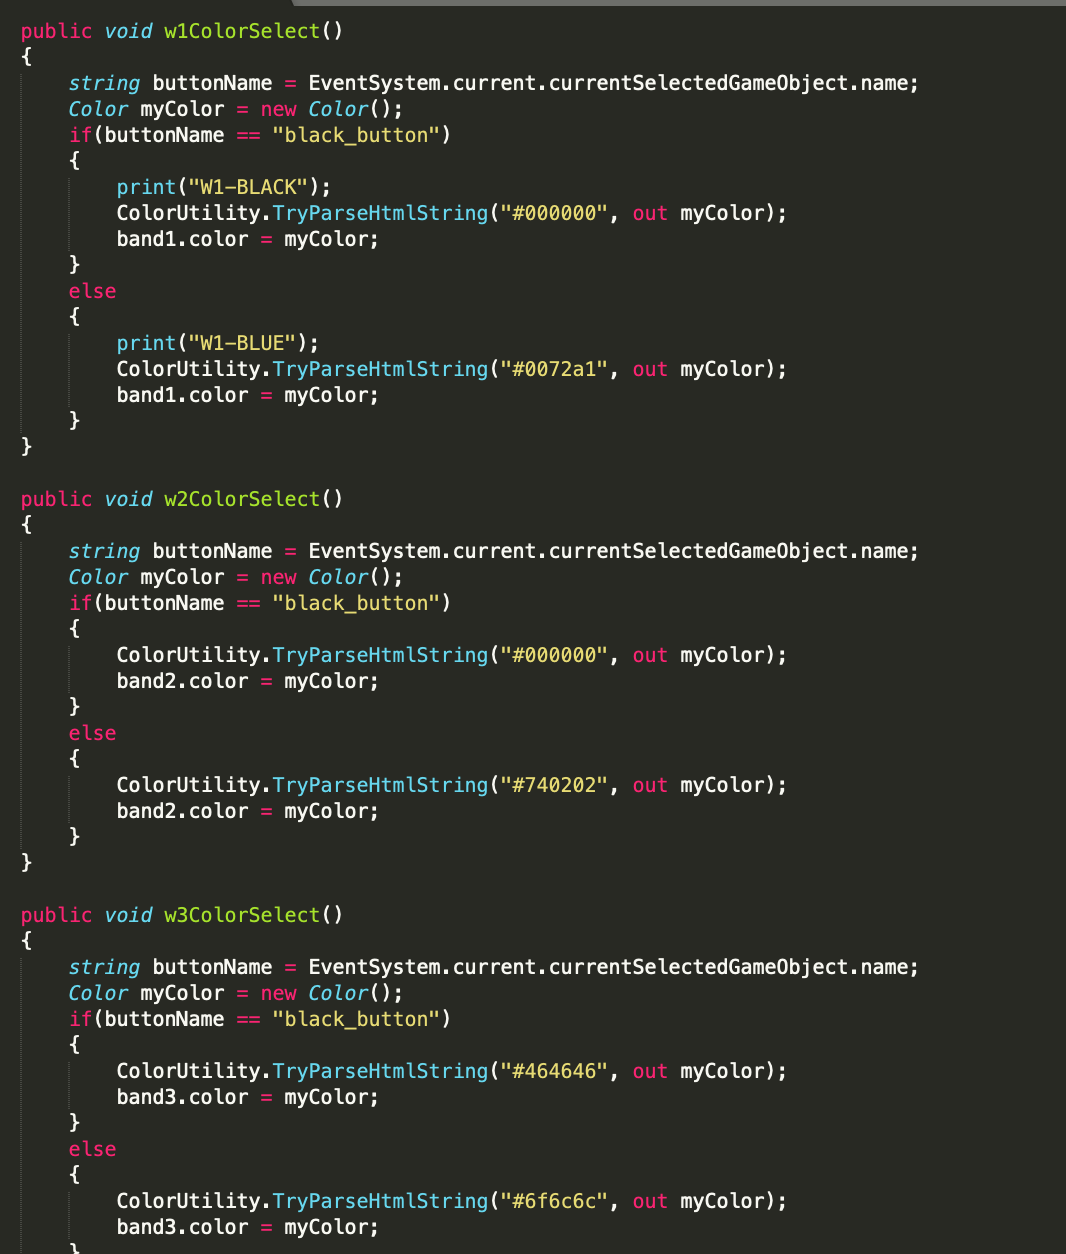 public void w1ColorSelect()
{
    string buttonName = EventSystem.current.currentSelectedGameObject.name;
    Color myColor = new Color();
    if(buttonName == "black_button")
    {
        print("W1-BLACK");
        ColorUtility.TryParseHtmlString("#000000", out myColor);
        band1.color = myColor;
    }
    else
    {
        print("W1-BLUE");
        ColorUtility.TryParseHtmlString("#0072a1", out myColor);
        band1.color = myColor;
    }
}

public void w2ColorSelect()
{
    string buttonName = EventSystem.current.currentSelectedGameObject.name;
    Color myColor = new Color();
    if(buttonName == "black_button")
    {
        ColorUtility.TryParseHtmlString("#000000", out myColor);
        band2.color = myColor;
    }
    else
    {
        ColorUtility.TryParseHtmlString("#740202", out myColor);
        band2.color = myColor;
    }
}

public void w3ColorSelect()
{
    string buttonName = EventSystem.current.currentSelectedGameObject.name;
    Color myColor = new Color();
    if(buttonName == "black_button")
    {
        ColorUtility.TryParseHtmlString("#464646", out myColor);
        band3.color = myColor;
    }
    else
    {
        ColorUtility.TryParseHtmlString("#6f6c6c", out myColor);
        band3.color = myColor;
    }